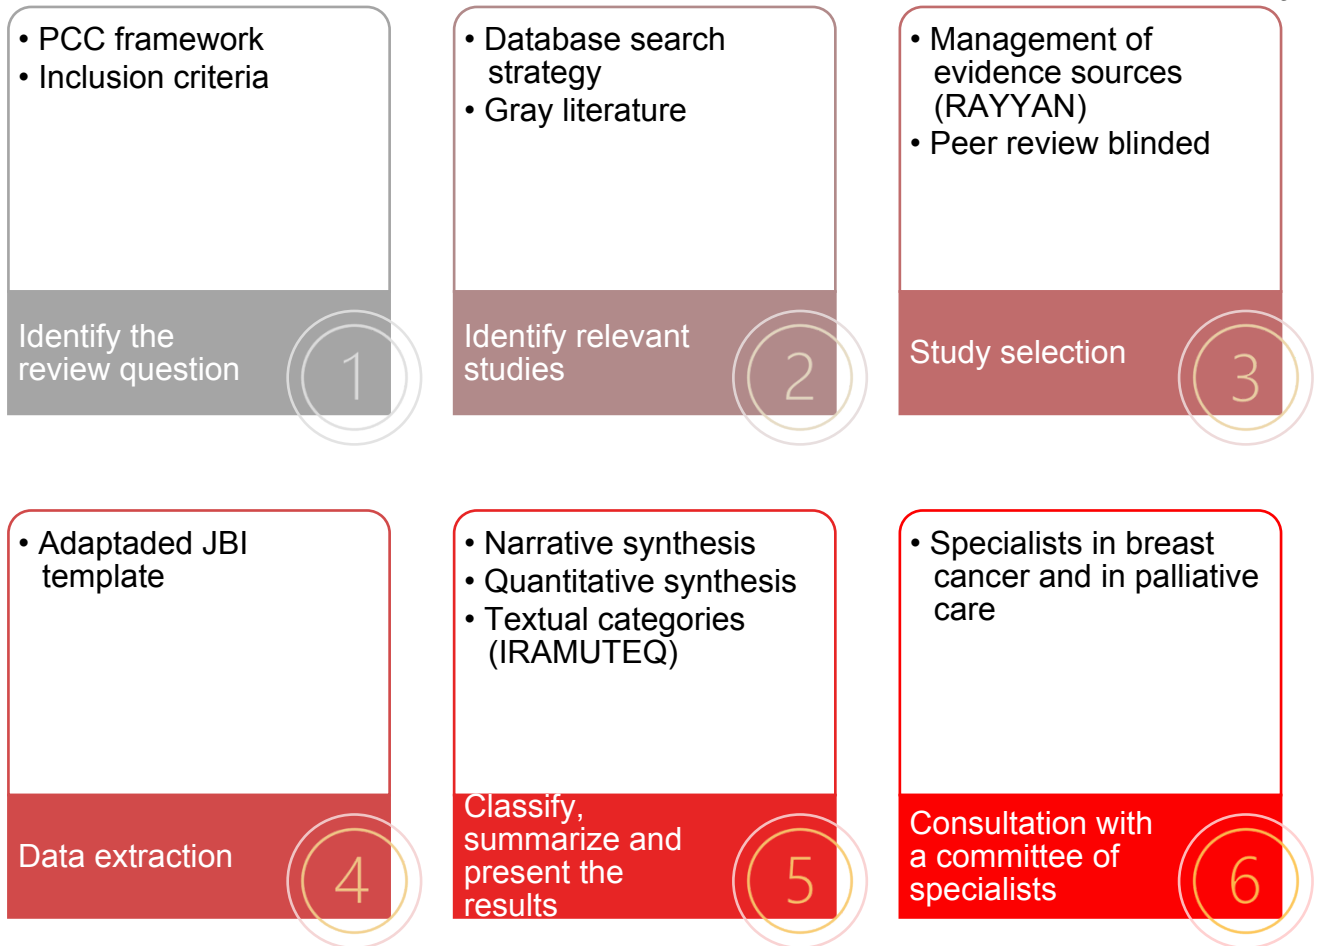 • PCC framework
• Inclusion criteria
Identify the
review question
1
• Database search
strategy
• Gray literature
Identify relevant
studies
2
• Management of
evidence sources
(RAYYAN)
• Peer review blinded
Study selection
3
• Adaptaded JBI
template
Data extraction
4
• Narrative synthesis
• Quantitative synthesis
• Textual categories
(IRAMUTEQ)
Classify,
summarize and
present the
results
5
• Specialists in breast
cancer and in palliative
care
Consultation with
a committee of
specialists
6